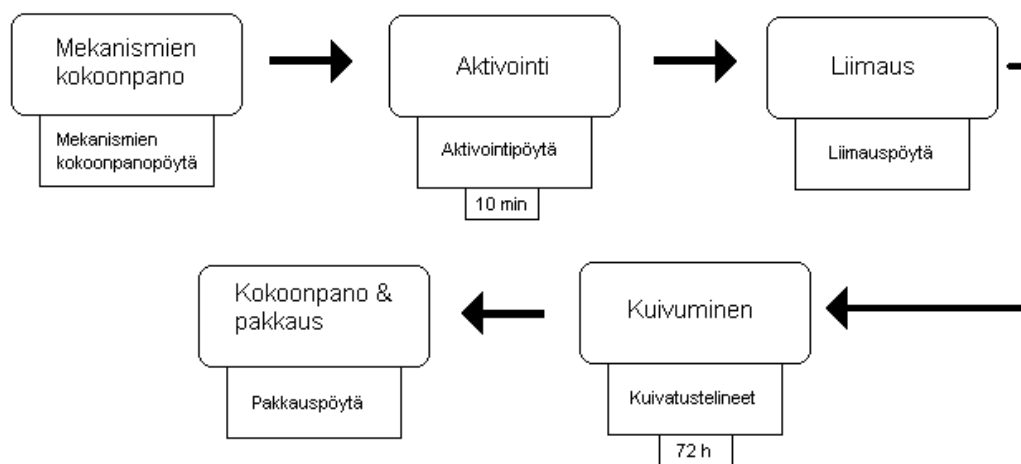 Mekanismien
kokoonpano
Mekanismien
kokoonpanopöytä
Aktivointi
Aktivointipöytä
10 min
Liimaus
Liimauspöytä
Kuivuminen
Kuivatustelineet
72 h
Kokoonpano &
pakkaus
Pakkauspöytä